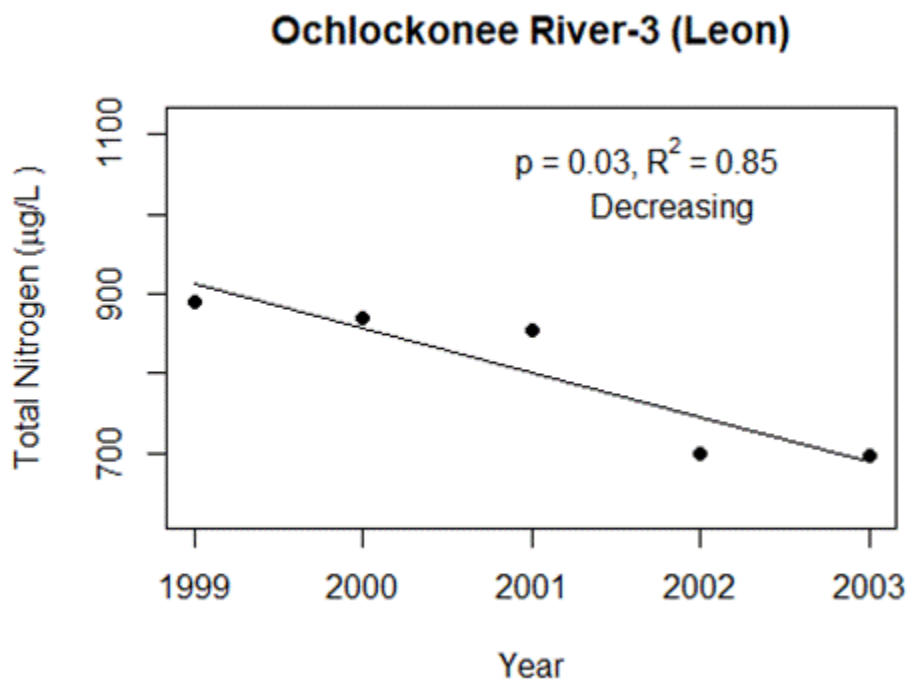 Ochlockonee River-3 (Leon)
p = 0.03, R² = 0.85
Decreasing
Total Nitrogen (µg/L )
1100
900
700
1999 2000 2001 2002 2003
Year